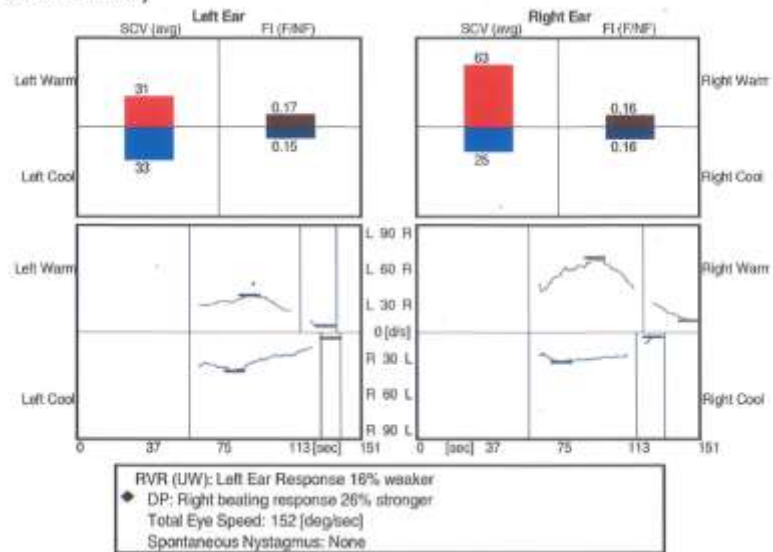 Left Ear
Right Ear
SCV (avg) FI (F/NF)
SCV (avg) FI (F/NF)
Left Warm
31
0.17
63
0.16
Right Warm
Left Cool
33
0.15
25
0.16
Right Cool
L 90 R
Left Warm
L 60 R
Right Warm
L 30 R
0 [d/s]
R 30 L
Left Cool
R 60 L
Right Cool
R 90 L
0 37 75 113 [sec] 151
0 [sec] 37 75 113 151
RVR (UW): Left Ear Response 16% weaker
DP: Right beating response 26% stronger
Total Eye Speed: 152 [deg/sec]
Spontaneous Nystagmus: None